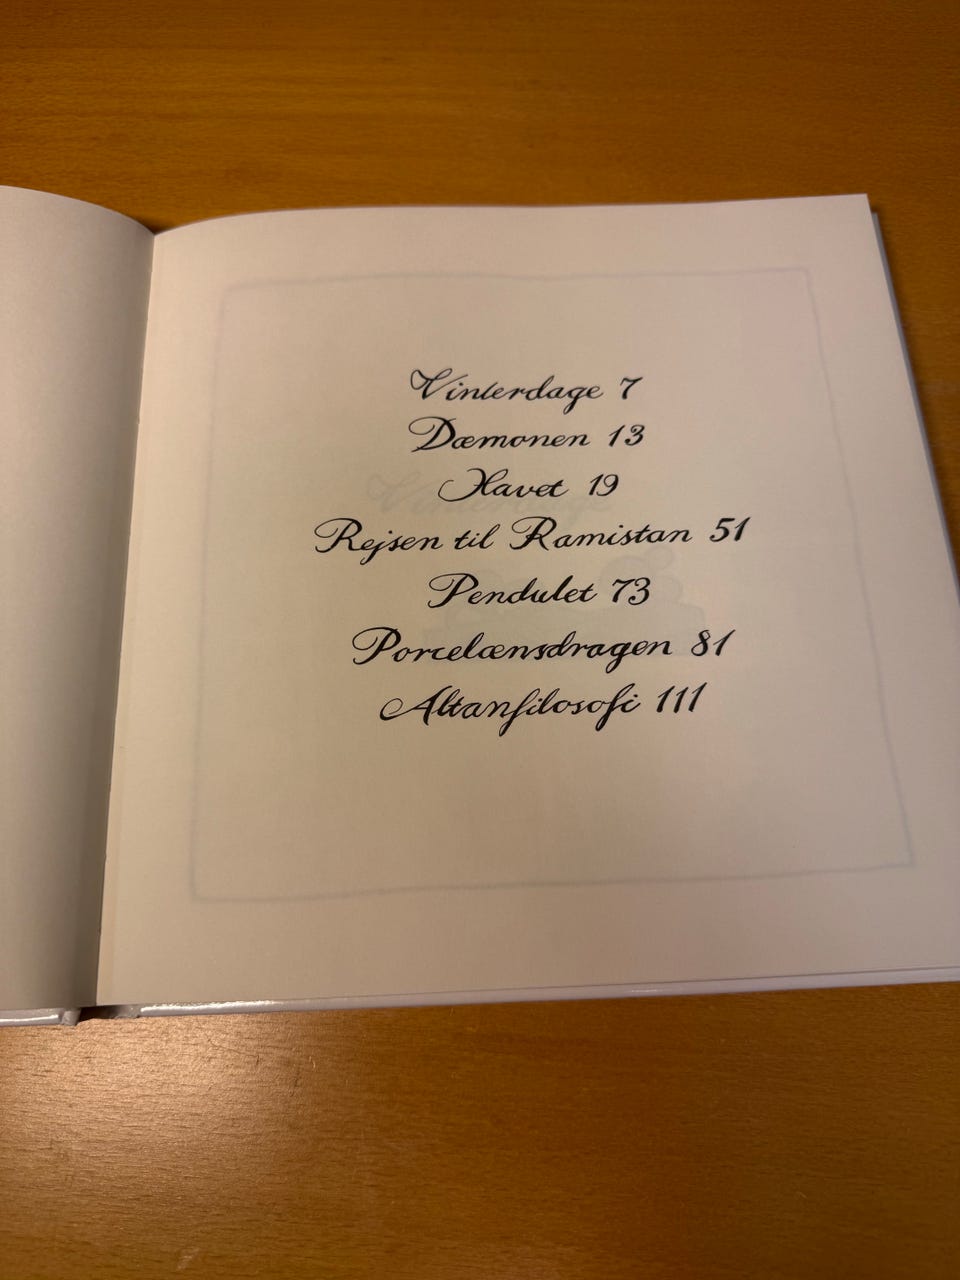 Vinterdage 7
Dæmonen 13
Havet 19
Rejsen til Ramistan 51
Pendulet 73
Porcelænsdragen 81
Altanfilosofi 111